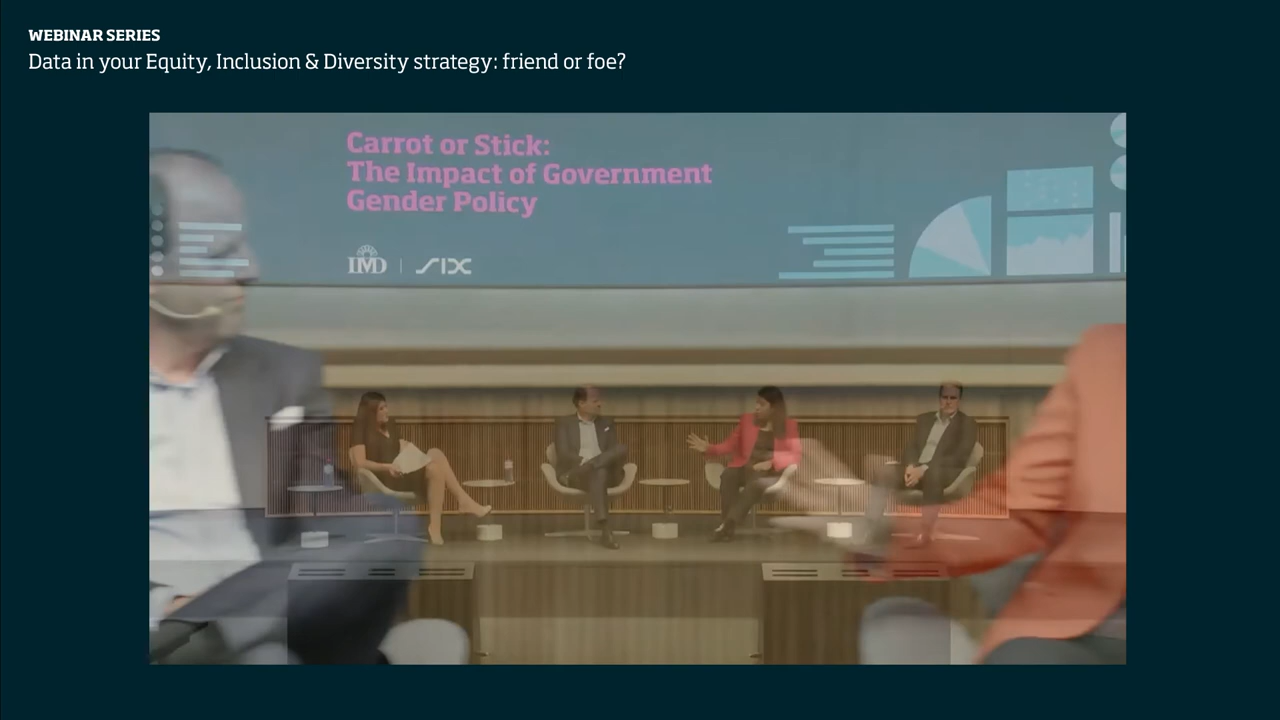 WEBINAR SERIES
Data in your Equity, Inclusion & Diversity strategy: friend or foe?
Carrot or Stick:
The Impact of Government
Gender Policy
IMD | SIX